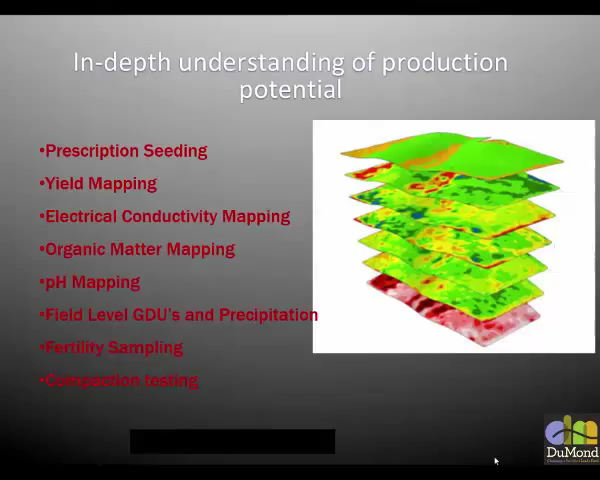 In-depth understanding of production
potential
•Prescription Seeding
•Yield Mapping
•Electrical Conductivity Mapping
•Organic Matter Mapping
•pH Mapping
•Field Level GDU's and Precipitation
•Fertility Sampling
•Compaction testing
DuMond